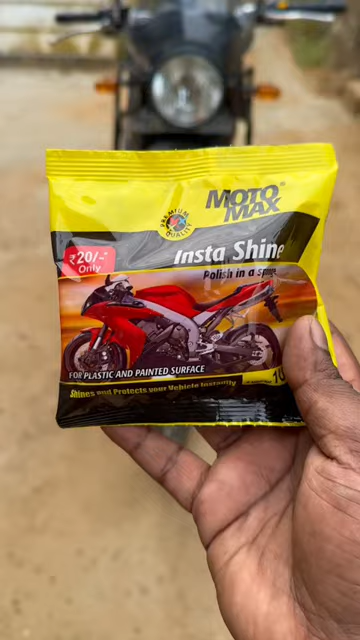 MOTO
MAX
PREMIUM
QUALITY
₹20/-*
Only
Insta Shine
Polish in a
FOR PLASTIC AND PAINTED SURFACE
Shines and Protects your Vehicle Instantly